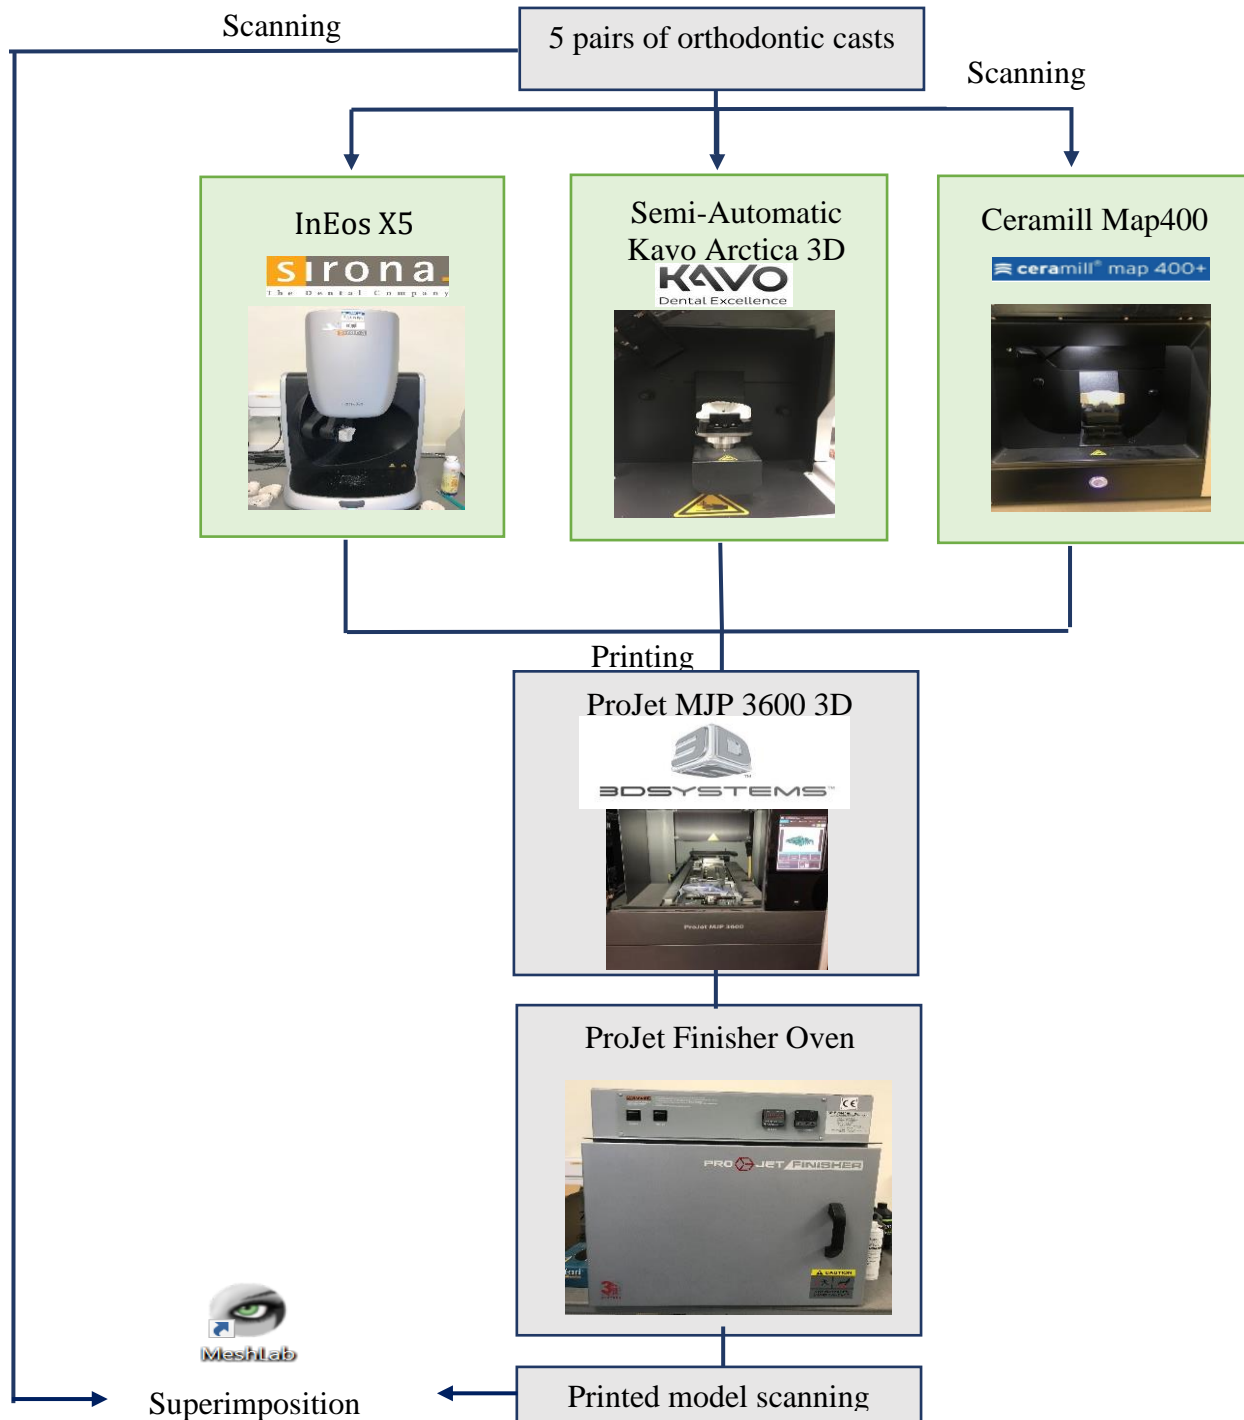 Scanning
5 pairs of orthodontic casts
Scanning
InEos X5
sirona.
The Dental Company
Semi-Automatic
Kavo Arctica 3D
KAVO
Dental Excellence
Ceramill Map400
ceramill® map 400+
Printing
ProJet MJP 3600 3D
3DSYSTEMS™
ProJet MJP 3600
ProJet Finisher Oven
CE
PROJET FINISHER
CAUTION
MeshLab
Superimposition
Printed model scanning